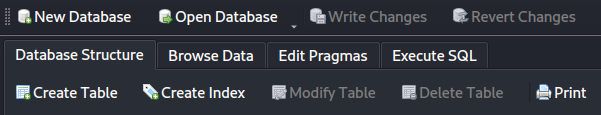 New Database Open Database Write Changes Revert Changes
Database Structure Browse Data Edit Pragmas Execute SQL
Create Table Create Index Modify Table Delete Table Print